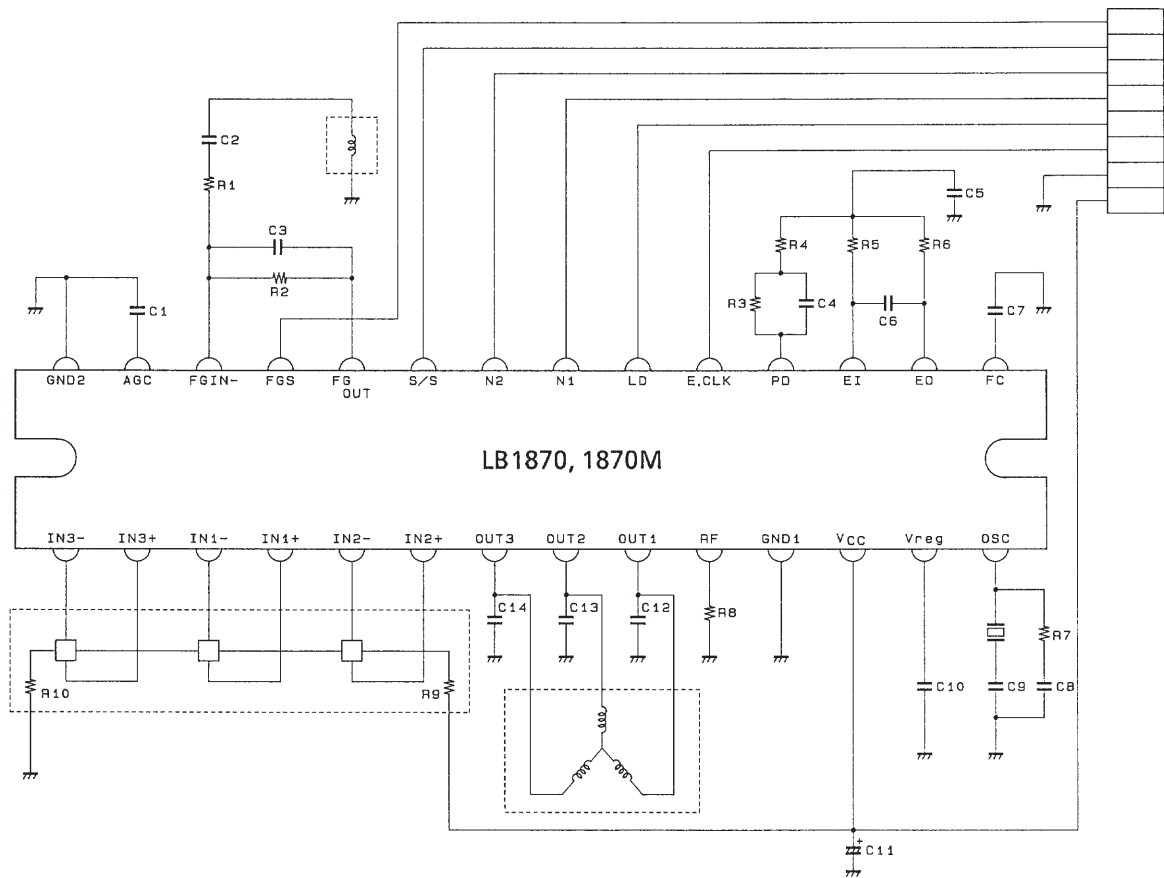 C2
R1
C3
R2
C1
C5
R4
R5
R6
R3
C4
C6
C7
GND2
AGC
FGIN-
FGS
FG
OUT
S/S
N2
N1
LD
E.CLK
PD
EI
EO
FC
LB1870, 1870M
IN3-
IN3+
IN1-
IN1+
IN2-
IN2+
OUT3
OUT2
OUT1
RF
GND1
VCC
Vreg
OSC
C14
C13
C12
R8
R7
R10
R9
C10
C9
C8
+
C11